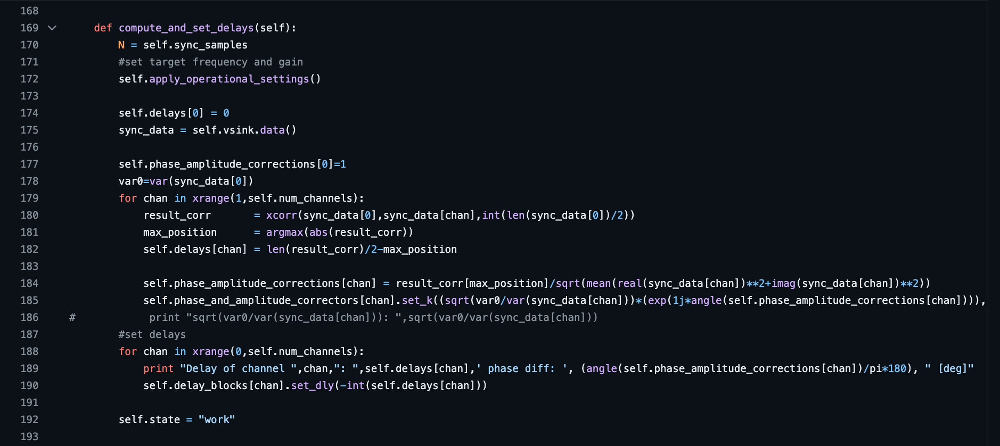 168
169 def compute_and_set_delays(self):
170 N = self.sync_samples
171 #set target frequency and gain
172 self.apply_operational_settings()
173
174 self.delays[0] = 0
175 sync_data = self.vsink.data()
176
177 self.phase_amplitude_corrections[0]=1
178 var0=var(sync_data[0])
179 for chan in xrange(1,self.num_channels):
180 result_corr = xcorr(sync_data[0],sync_data[chan],int(len(sync_data[0])/2))
181 max_position = argmax(abs(result_corr))
182 self.delays[chan] = len(result_corr)/2-max_position
183
184 self.phase_amplitude_corrections[chan] = result_corr[max_position]/sqrt(mean(real(sync_data[chan])**2+imag(sync_data[chan])**2))
185 self.phase_and_amplitude_correctors[chan].set_k((sqrt(var0/var(sync_data[chan]))*(exp(1j*angle(self.phase_amplitude_corrections[chan])))),
186 # print "sqrt(var0/var(sync_data[chan])): ",sqrt(var0/var(sync_data[chan]))
187 #set delays
188 for chan in xrange(0,self.num_channels):
189 print "Delay of channel ",chan,": ",self.delays[chan],' phase diff: ', (angle(self.phase_amplitude_corrections[chan])/pi*180), " [deg]"
190 self.delay_blocks[chan].set_dly(-int(self.delays[chan]))
191
192 self.state = "work"
193